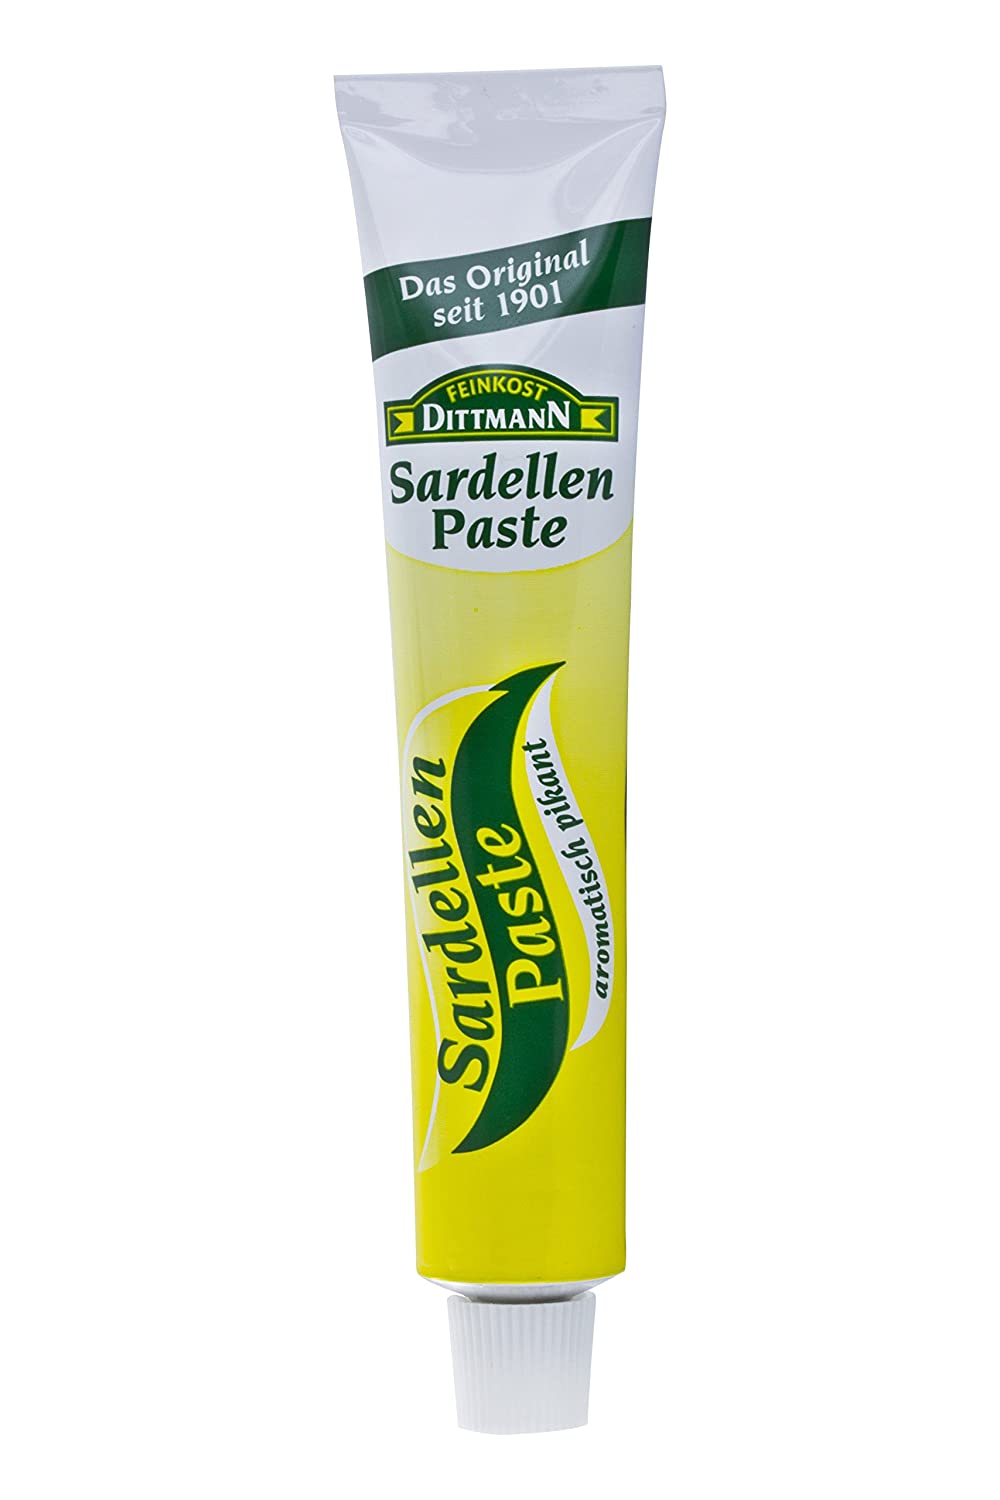 Das Original
seit 1901
FEINKOST
DITTMANN
Sardellen
Paste
Sardellen
Paste
aromatisch pikant